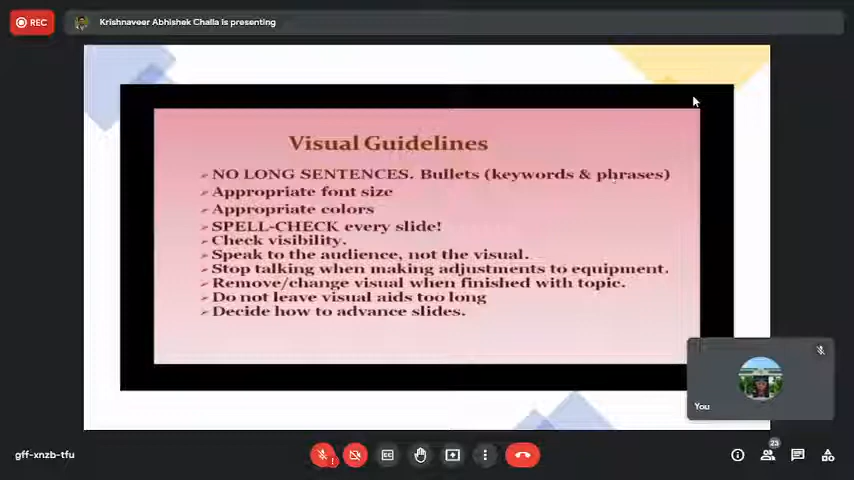 REC
Krishnaveer Abhishek Challa is presenting
Visual Guidelines
NO LONG SENTENCES. Bullets (keywords & phrases)
Appropriate font size
Appropriate colors
SPELL-CHECK every slide!
Check visibility.
Speak to the audience, not the visual.
Stop talking when making adjustments to equipment.
Remove/change visual when finished with topic.
Do not leave visual aids too long
Decide how to advance slides.
You
gff-xnzb-tfu
23